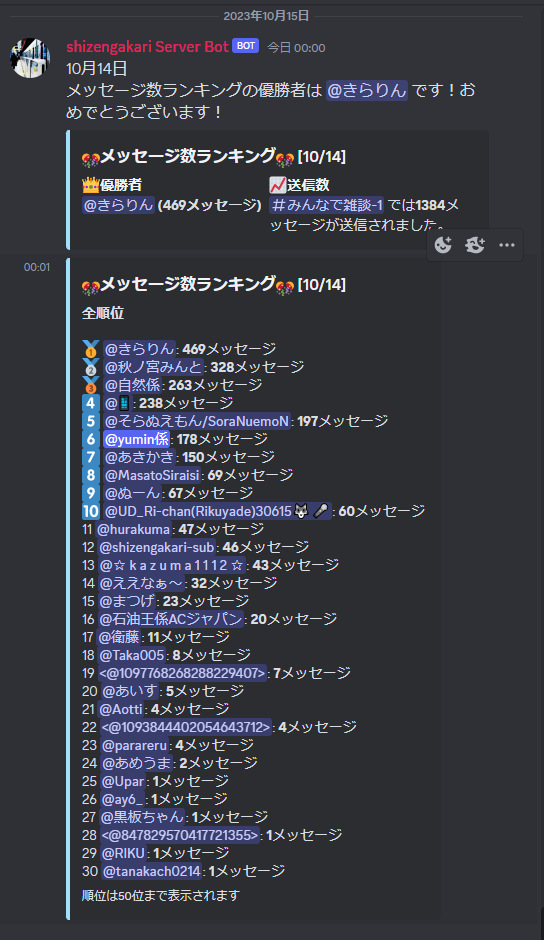 2023年10月15日
shizengakari Server Bot BOT 今日 00:00
10月14日
メッセージ数ランキングの優勝者は @きらりん です！お
めでとうございます！
メッセージ数ランキング [10/14]
優勝者
@きらりん (469メッセージ)
送信数
#みんなで雑談-1 では1384メ
ッセージが送信されました。
00:01
メッセージ数ランキング [10/14]
全順位
1 @きらりん: 469メッセージ
2 @秋ノ宮みんと: 328メッセージ
3 @自然係: 263メッセージ
4 @📱: 238メッセージ
5 @そらぬえもん/SoraNuemoN: 197メッセージ
6 @yumin係: 178メッセージ
7 @あきかき: 150メッセージ
8 @MasatoSiraisi: 69メッセージ
9 @ぬーん: 67メッセージ
10 @UD_Ri-chan(Rikuyade)30615🐺🎤: 60メッセージ
11 @hurakuma: 47メッセージ
12 @shizengakari-sub: 46メッセージ
13 @☆ k a z u m a 1 1 1 2 ☆: 43メッセージ
14 @ええなぁ〜: 32メッセージ
15 @まつげ: 23メッセージ
16 @石油王係ACジャパン: 20メッセージ
17 @衛藤: 11メッセージ
18 @Taka005: 8メッセージ
19 <@1097768268288229407>: 7メッセージ
20 @あいす: 5メッセージ
21 @Aotti: 4メッセージ
22 <@1093844402054643712>: 4メッセージ
23 @parareru: 4メッセージ
24 @あめうま: 2メッセージ
25 @Upar: 1メッセージ
26 @ay6_: 1メッセージ
27 @黒板ちゃん: 1メッセージ
28 <@847829570417721355>: 1メッセージ
29 @RIKU: 1メッセージ
30 @tanakach0214: 1メッセージ
順位は50位まで表示されます